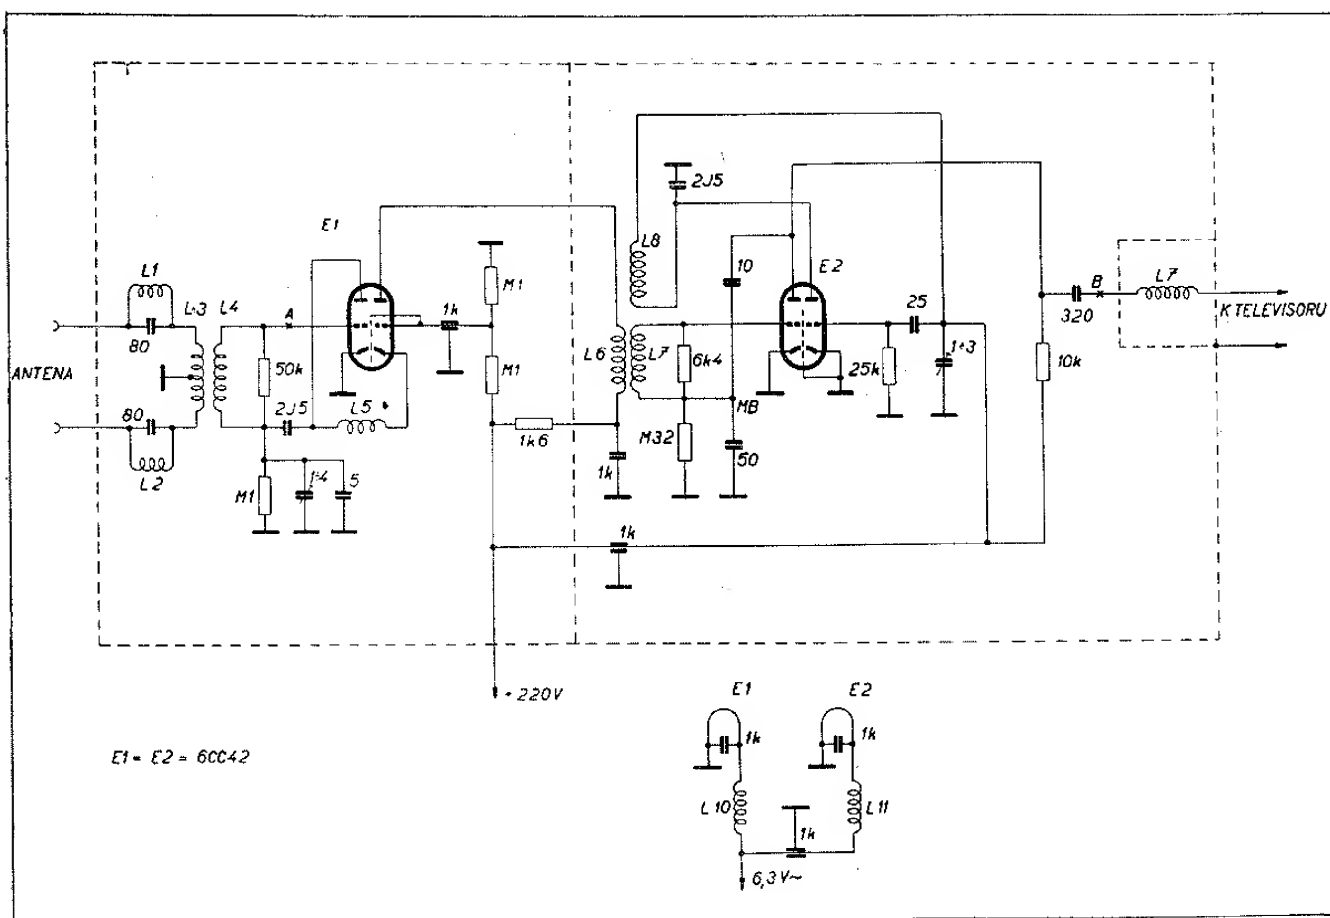 E1
L1
L3
L4
A
80
ANTENA
80
L2
50k
2J5
L5
M1
1÷4
5
1k
M1
M1
1k6
1k
1k
+220V
2J5
L8
10
E2
L6
L7
6k4
M32
MB
50
25k
25
1÷3
10k
320
B
L7
K TELEVISORU
E1 = E2 = 6CC42
E1
E2
1k
1k
L10
L11
1k
6,3V~